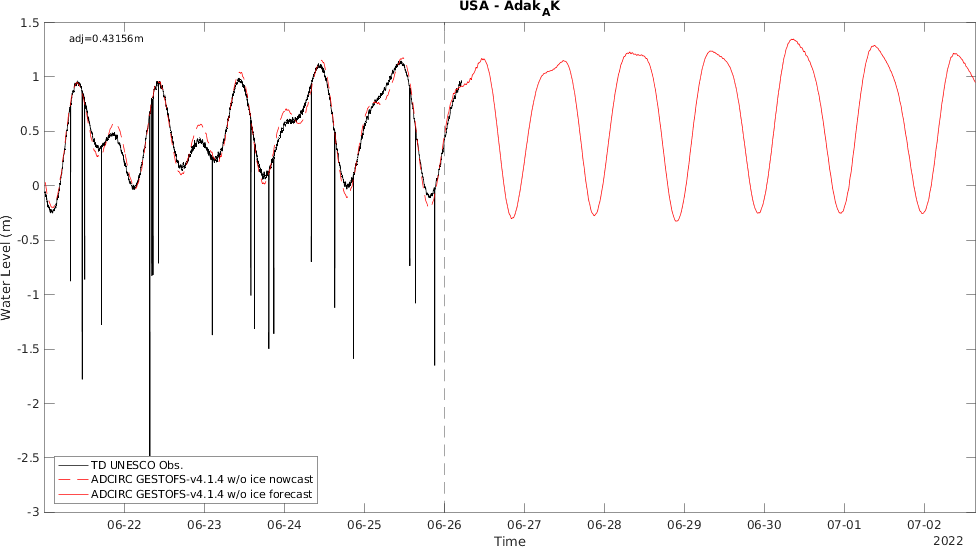 USA - Adak_AK
adj=0.43156m
1.5
1
0.5
0
-0.5
-1
-1.5
-2
-2.5
-3
Water Level (m)
TD UNESCO Obs.
ADCIRC GESTOFS-v4.1.4 w/o ice nowcast
ADCIRC GESTOFS-v4.1.4 w/o ice forecast
06-22 06-23 06-24 06-25 06-26 06-27 06-28 06-29 06-30 07-01 07-02
Time
2022